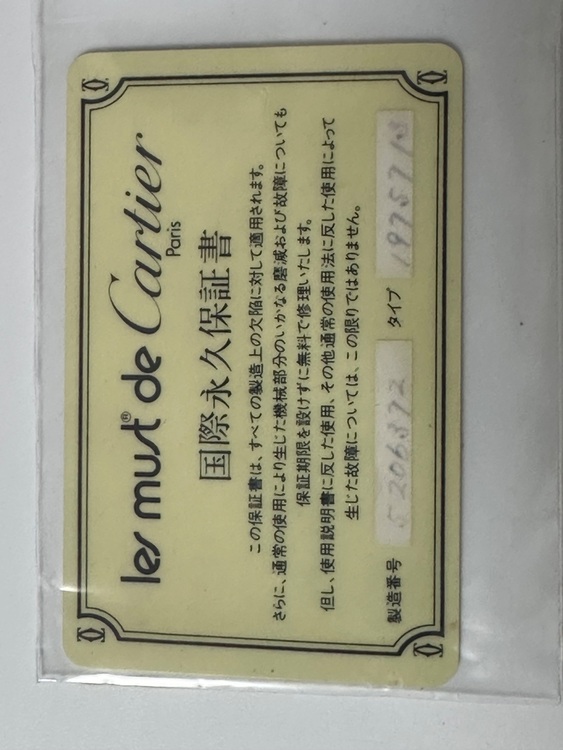 les must® de Cartier
Paris
国際永久保証書
この保証書は、すべての製造上の欠陥に対して適用されます。
さらに、通常の使用により生じた機械部分のいかなる磨滅および故障についても
保証期限を設けずに無料で修理いたします。
但し、使用説明書に反した使用、その他通常の使用法に反した使用によって
生じた故障については、この限りではありません。
製造番号 5206372 タイプ